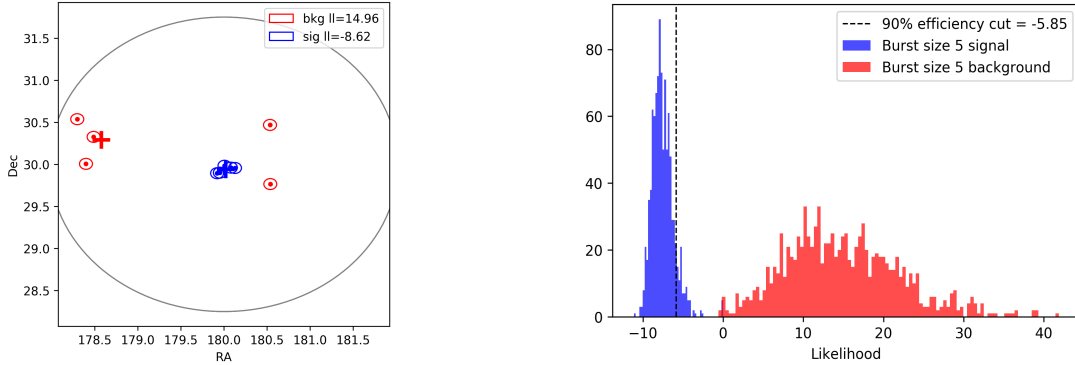 bkg ll=14.96
sig ll=-8.62
31.5
31.0
30.5
30.0
29.5
29.0
28.5
Dec
178.5 179.0 179.5 180.0 180.5 181.0 181.5
RA
90% efficiency cut = -5.85
Burst size 5 signal
Burst size 5 background
80
60
40
20
0
−10 0 10 20 30 40
Likelihood